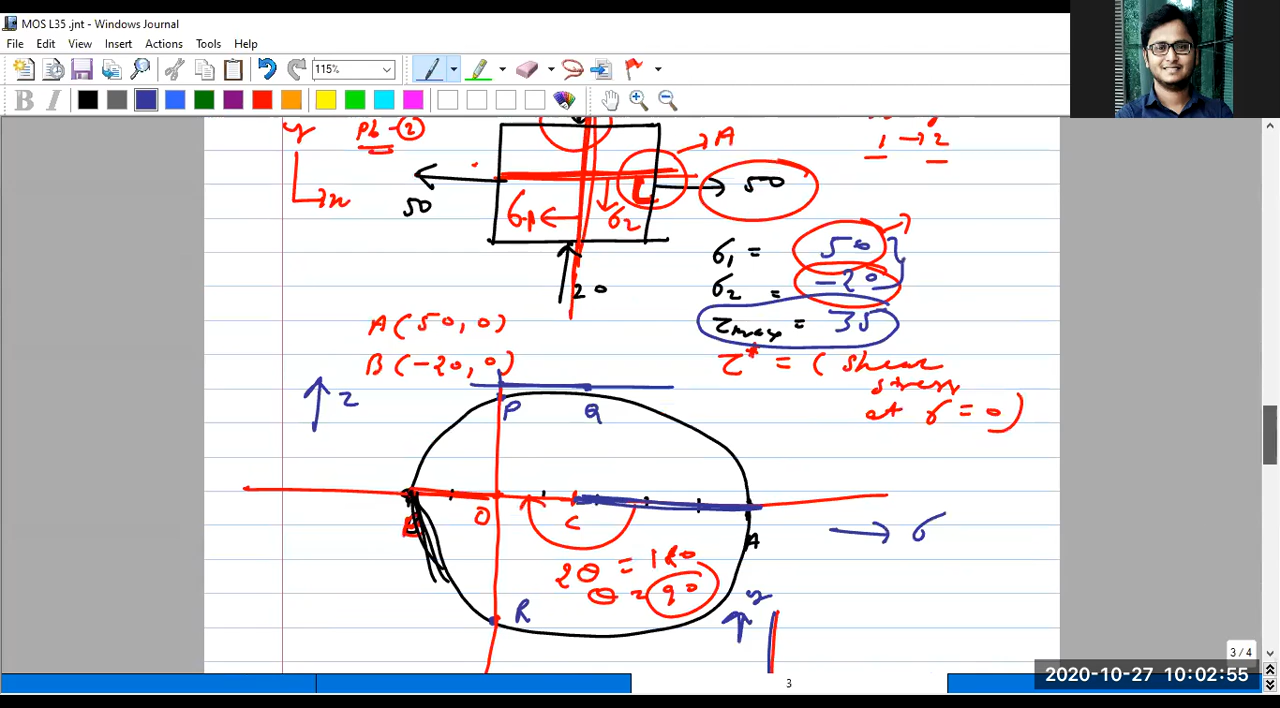 MOS L35 .jnt - Windows Journal
File Edit View Insert Actions Tools Help
115%
B I
y
Pb - 2
x
A
1 → 2
50
50
σ1
σ2
20
σ1 = 50
σ2 = -20
τmax = 35
A(50, 0)
B(-20, 0)
τ* = (shear
stress
at σ = 0)
τ
P Q
B O C A
σ
2θ = 180
θ = 90
R
y
3 / 4
2020-10-27 10:02:55
3